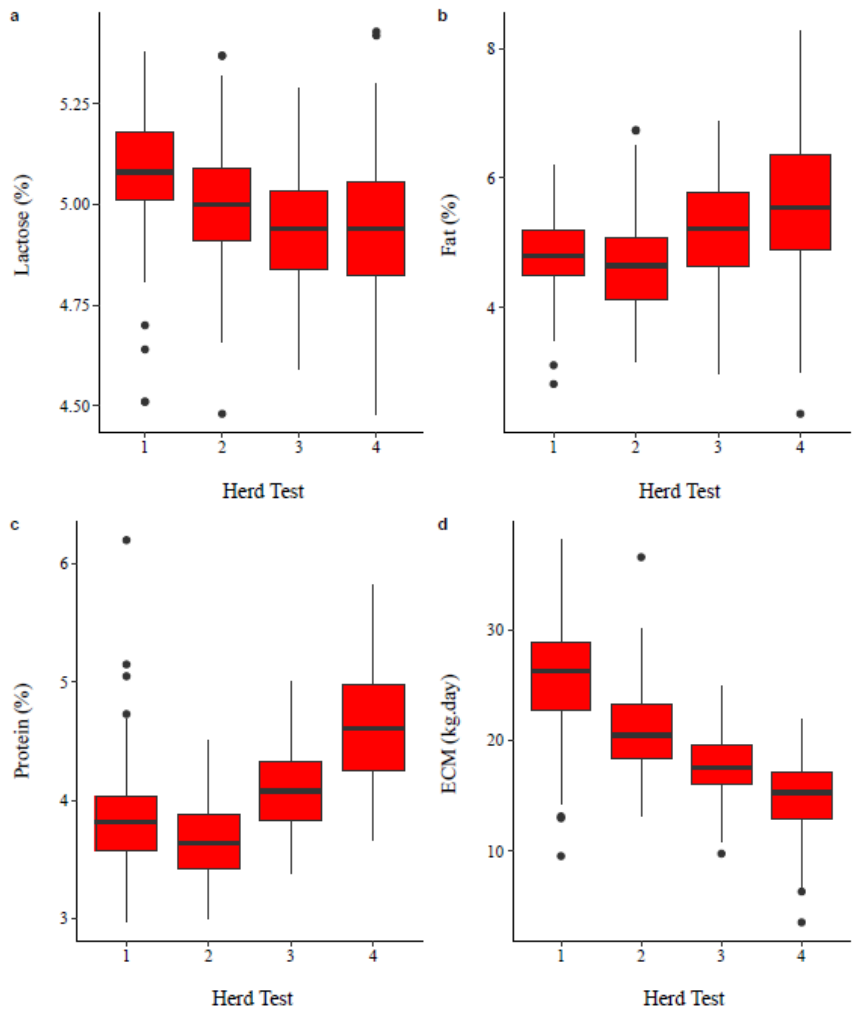 a
Lactose (%)
5.25
5.00
4.75
4.50
1 2 3 4
Herd Test
b
Fat (%)
8
6
4
1 2 3 4
Herd Test
c
Protein (%)
6
5
4
3
1 2 3 4
Herd Test
d
ECM (kg.day)
30
20
10
1 2 3 4
Herd Test